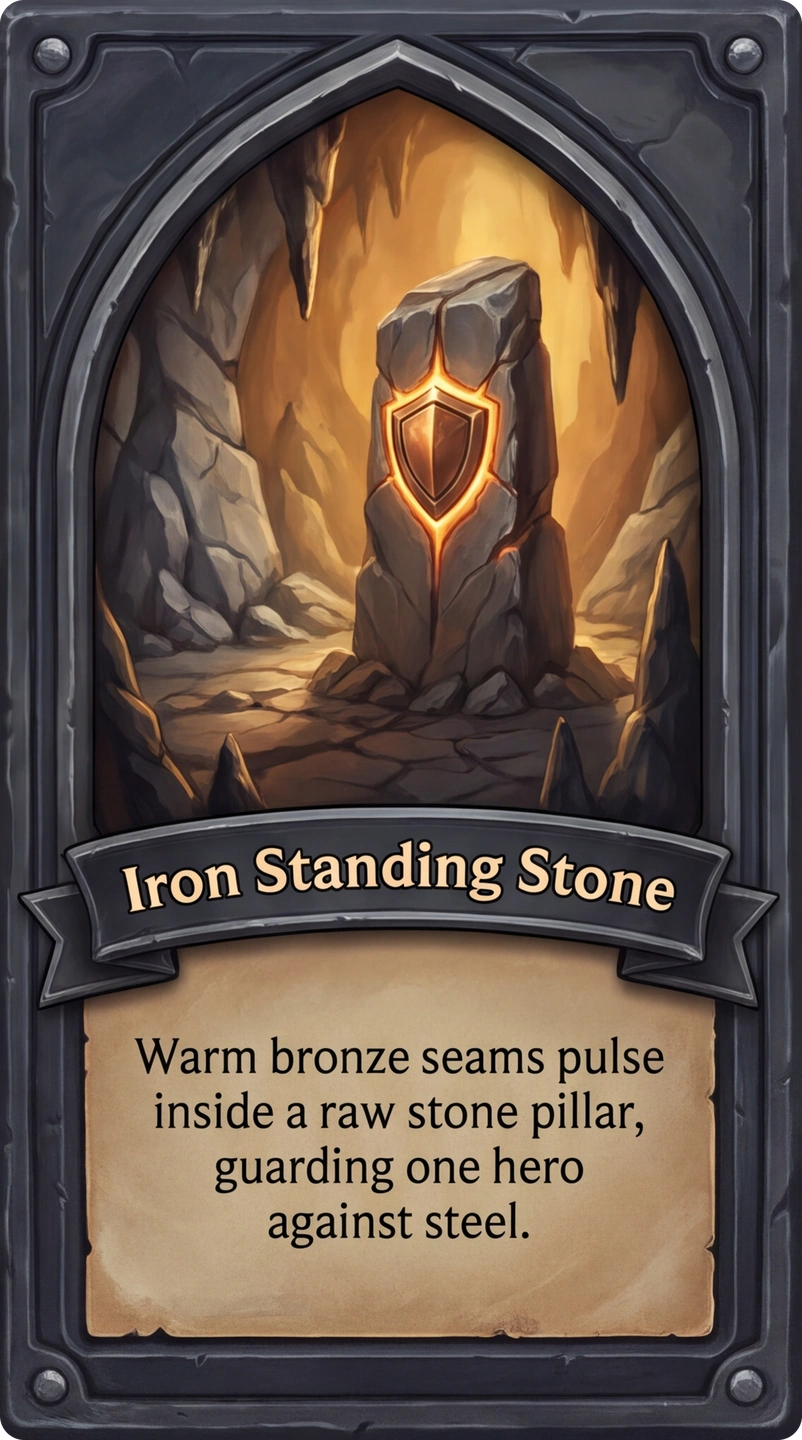 Iron Standing Stone
Warm bronze seams pulse
inside a raw stone pillar,
guarding one hero
against steel.